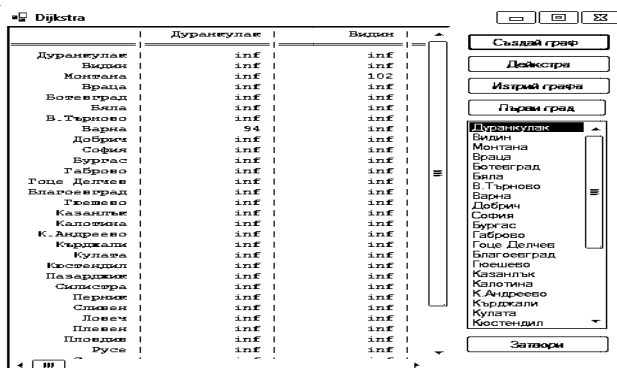 Dijkstra
Дуранкулак | Видин |
Дуранкулак | inf | inf |
Видин | inf | inf |
Монтана | inf | 102 |
Враца | inf | inf |
Ботевград | inf | inf |
Бяла | inf | inf |
В.Търново | inf | inf |
Варна | 94 | inf |
Добрич | inf | inf |
София | inf | inf |
Бургас | inf | inf |
Габрово | inf | inf |
Гоце Делчев | inf | inf |
Благоевград | inf | inf |
Гюешево | inf | inf |
Казанлък | inf | inf |
Калотина | inf | inf |
К.Андреево | inf | inf |
Кърджали | inf | inf |
Кулата | inf | inf |
Кюстендил | inf | inf |
Пазарджик | inf | inf |
Силистра | inf | inf |
Перник | inf | inf |
Сливен | inf | inf |
Ловеч | inf | inf |
Плевен | inf | inf |
Пловдив | inf | inf |
Русе | inf | inf |
Създай граф
Дейкстра
Изтрий графа
Първи град
Дуранкулак
Видин
Монтана
Враца
Ботевград
Бяла
В.Търново
Варна
Добрич
София
Бургас
Габрово
Гоце Делчев
Благоевград
Гюешево
Казанлък
Калотина
К.Андреево
Кърджали
Кулата
Кюстендил
Затвори